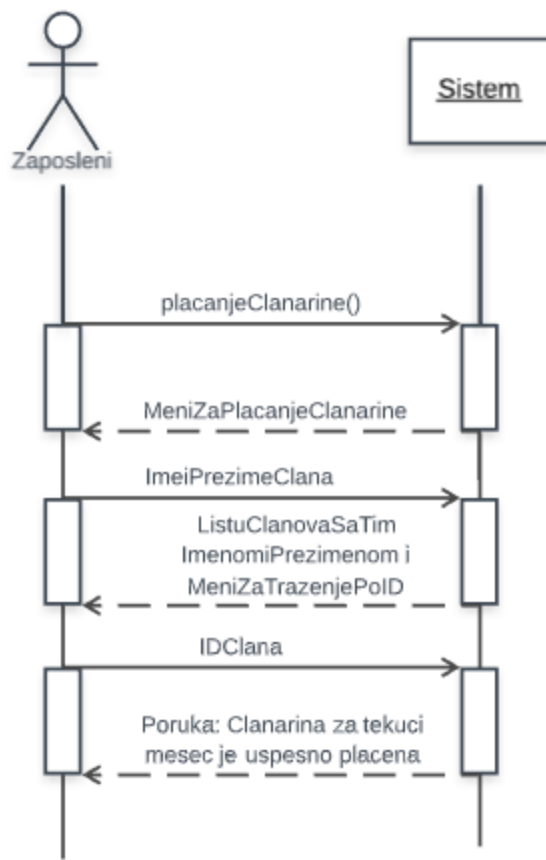 Zaposleni
Sistem
placanjeClanarine()
MeniZaPlacanjeClanarine
ImeiPrezimeClana
ListuClanovaSaTim
ImenomiPrezimenom i
MeniZaTrazenjePoID
IDClana
Poruka: Clanarina za tekuci
mesec je uspesno placena